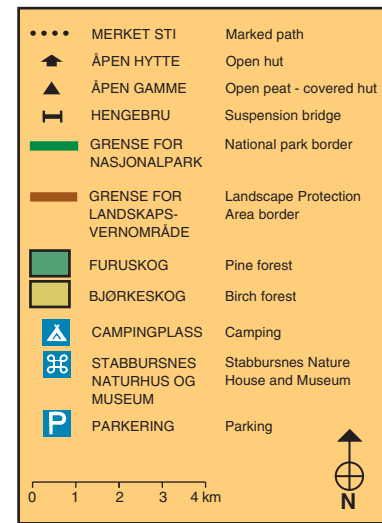 MERKET STI Marked path
ÅPEN HYTTE Open hut
ÅPEN GAMME Open peat - covered hut
HENGEBRU Suspension bridge
GRENSE FOR National park border
NASJONALPARK
GRENSE FOR Landscape Protection
LANDSKAPS- Area border
VERNOMRÅDE
FURUSKOG Pine forest
BJØRKESKOG Birch forest
CAMPINGPLASS Camping
STABBURSNES Stabbursnes Nature
NATURHUS OG House and Museum
MUSEUM
P PARKERING Parking
0 1 2 3 4 km
N